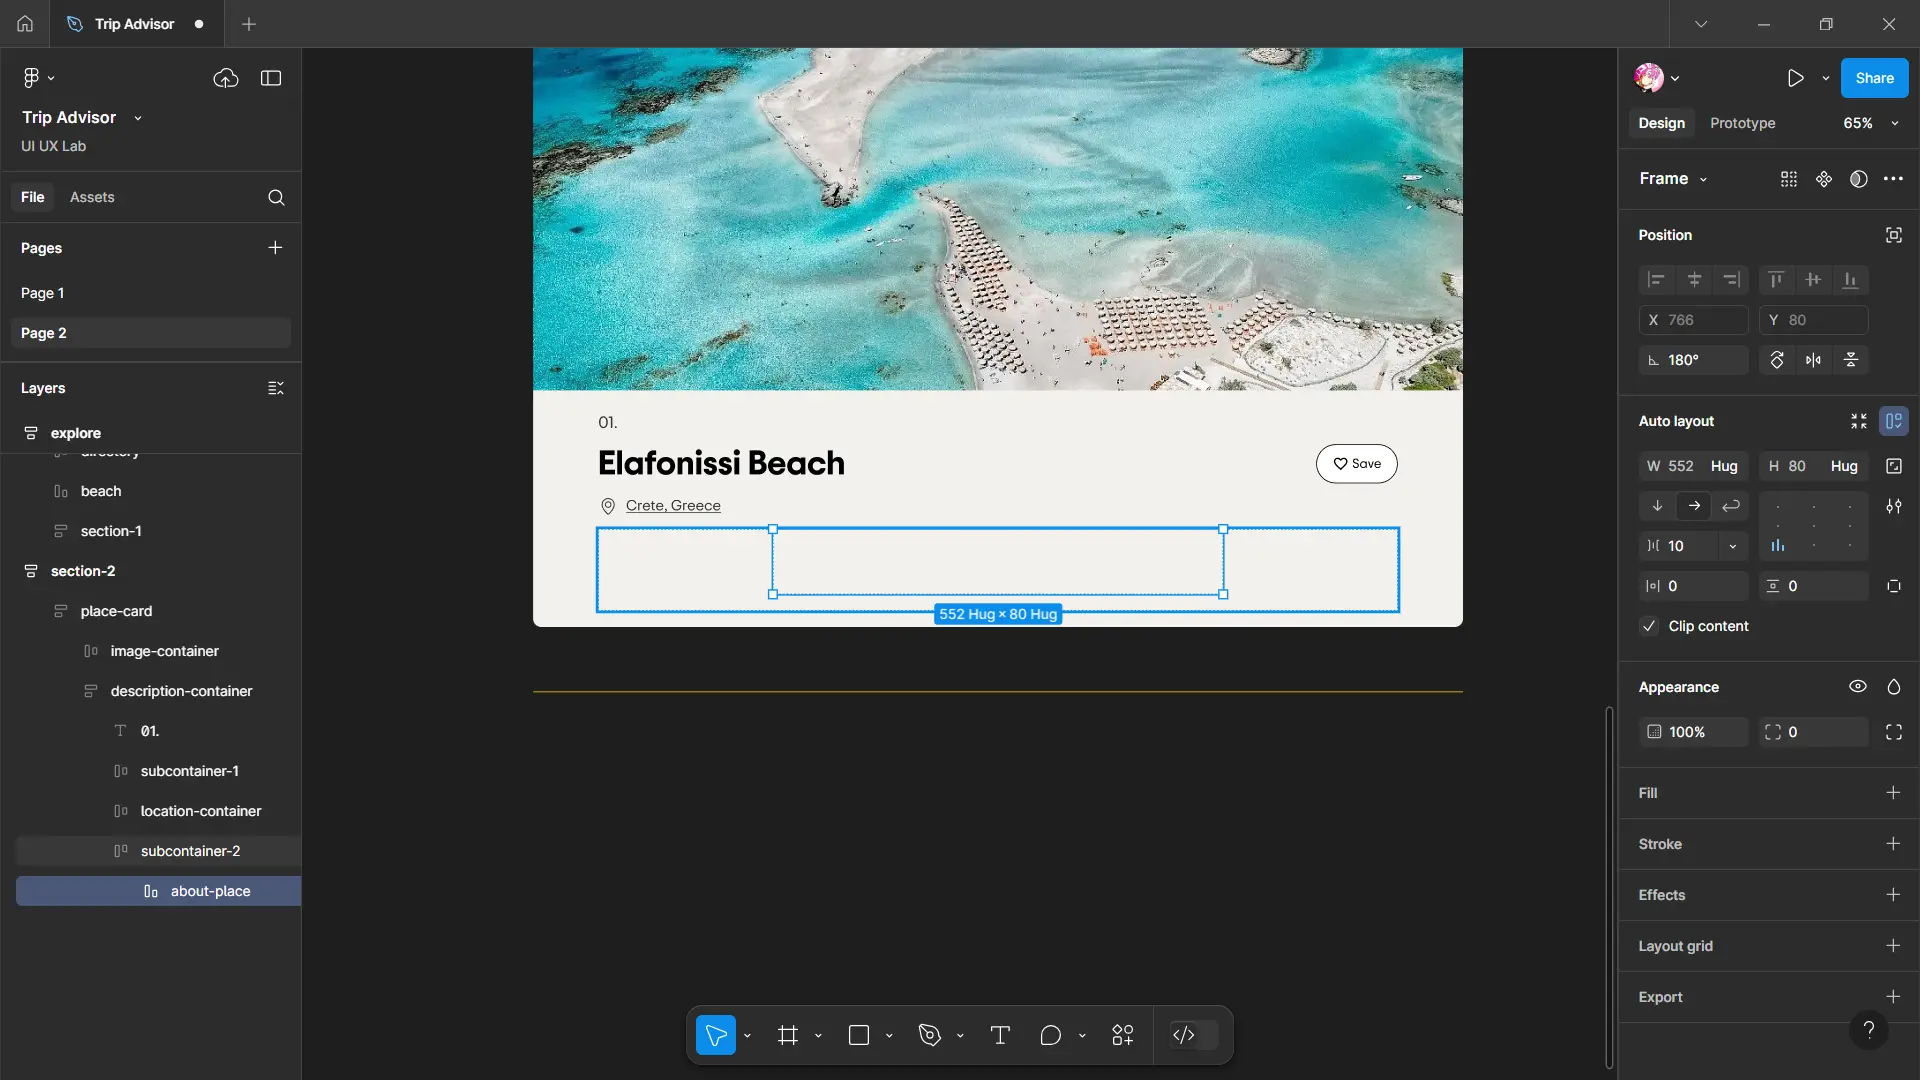 Trip Advisor
Trip Advisor
UI UX Lab
File
Assets
Pages
Page 1
Page 2
Layers
explore
directory
beach
section-1
section-2
place-card
image-container
description-container
01.
subcontainer-1
location-container
subcontainer-2
about-place
01.
Elafonissi Beach
Save
Crete, Greece
552 Hug × 80 Hug
Share
Design
Prototype
65%
Frame
Position
X 766
Y 80
180°
Auto layout
W 552 Hug
H 80 Hug
10
0
0
Clip content
Appearance
100%
0
Fill
Stroke
Effects
Layout grid
Export
?